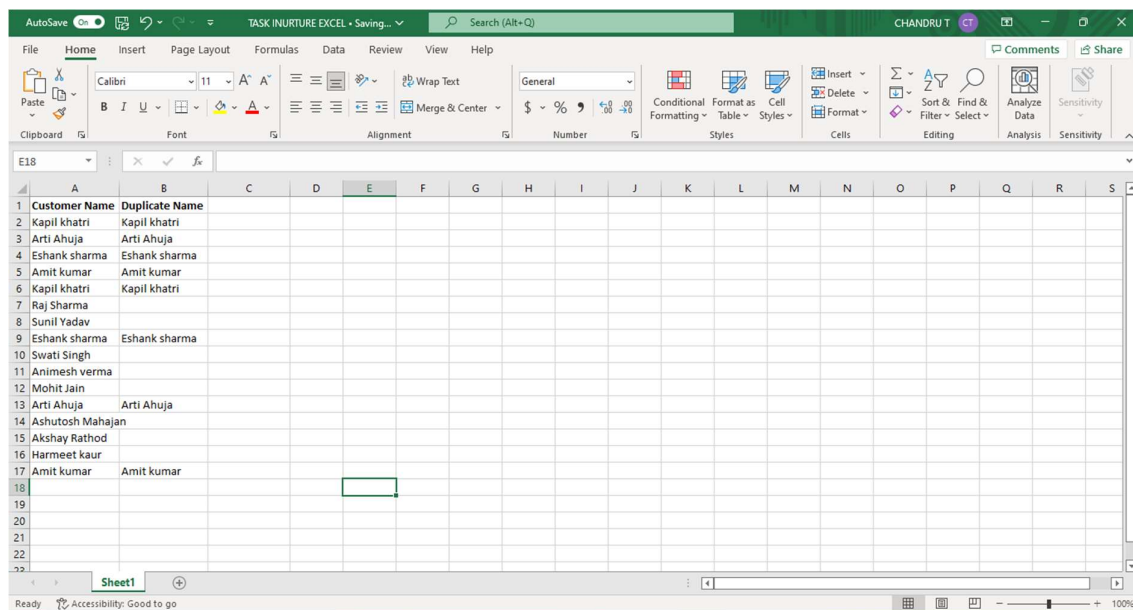 AutoSave On TASK INURTURE EXCEL • Saving... Search (Alt+Q) CHANDRU T CT
File Home Insert Page Layout Formulas Data Review View Help Comments Share
Paste
Clipboard
Calibri 11 A A
B I U A
Font
ab Wrap Text
Merge & Center
Alignment
General
$ % 9
Number
Conditional Formatting
Format as Table
Cell Styles
Styles
Insert
Delete
Format
Cells
Sort & Filter
Find & Select
Editing
Analyze Data
Analysis
Sensitivity
Sensitivity
E18 fx
A B C D E F G H I J K L M N O P Q R S
1 Customer Name Duplicate Name
2 Kapil khatri Kapil khatri
3 Arti Ahuja Arti Ahuja
4 Eshank sharma Eshank sharma
5 Amit kumar Amit kumar
6 Kapil khatri Kapil khatri
7 Raj Sharma
8 Sunil Yadav
9 Eshank sharma Eshank sharma
10 Swati Singh
11 Animesh verma
12 Mohit Jain
13 Arti Ahuja Arti Ahuja
14 Ashutosh Mahajan
15 Akshay Rathod
16 Harmeet kaur
17 Amit kumar Amit kumar
18
19
20
21
22
23
Sheet1
Ready Accessibility: Good to go 100%